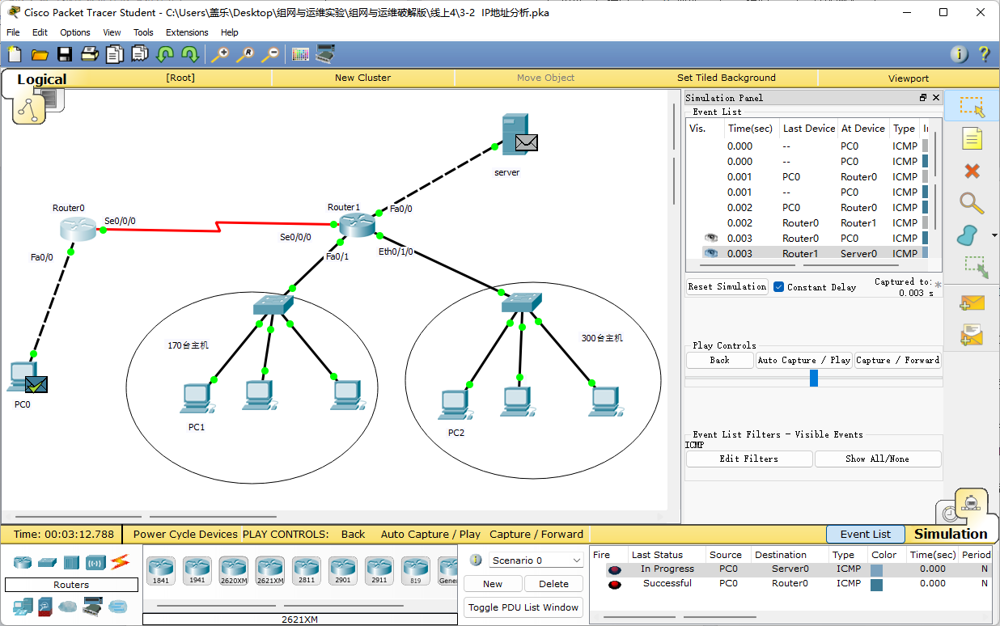 Cisco Packet Tracer Student - C:\Users\盖乐\Desktop\组网与运维实验\组网与运维破解版\线上4\3-2 IP地址分析.pka
File Edit Options View Tools Extensions Help
Logical [Root] New Cluster Move Object Set Tiled Background Viewport
server
Router0
Se0/0/0
Fa0/0
Router1
Fa0/0
Se0/0/0
Fa0/1
Eth0/1/0
170台主机
300台主机
PC0
PC1
PC2
Simulation Panel
Event List
Vis. Time(sec) Last Device At Device Type
0.000 -- PC0 ICMP
0.000 -- PC0 ICMP
0.001 PC0 Router0 ICMP
0.001 -- PC0 ICMP
0.002 PC0 Router0 ICMP
0.002 Router0 Router1 ICMP
0.003 Router0 PC0 ICMP
0.003 Router1 Server0 ICMP
Reset Simulation Constant Delay Captured to: *
0.003 s
Play Controls
Back Auto Capture / Play Capture / Forward
Event List Filters - Visible Events
ICMP
Edit Filters Show All/None
Time: 00:03:12.788 Power Cycle Devices PLAY CONTROLS: Back Auto Capture / Play Capture / Forward Event List Simulation
Routers
1841 1941 2620XM 2621XM 2811 2901 2911 819 Gener
2621XM
Scenario 0
New Delete
Toggle PDU List Window
Fire Last Status Source Destination Type Color Time(sec) Period
In Progress PC0 Server0 ICMP 0.000 N
Successful PC0 Router0 ICMP 0.000 N